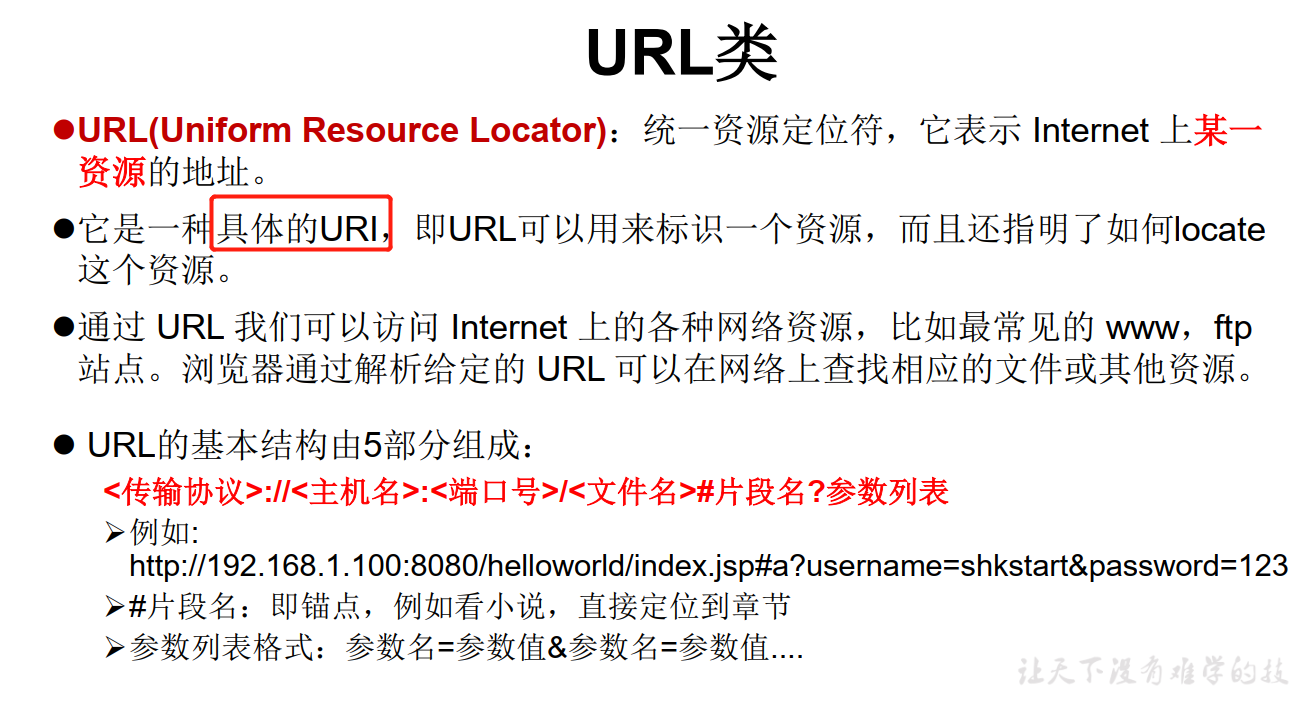 URL类
●URL(Uniform Resource Locator)：统一资源定位符，它表示 Internet 上某一
资源的地址。
●它是一种具体的URI，即URL可以用来标识一个资源，而且还指明了如何locate
这个资源。
●通过 URL 我们可以访问 Internet 上的各种网络资源，比如最常见的 www，ftp
站点。浏览器通过解析给定的 URL 可以在网络上查找相应的文件或其他资源。
● URL的基本结构由5部分组成：
<传输协议>://<主机名>:<端口号>/<文件名>#片段名?参数列表
➢例如:
http://192.168.1.100:8080/helloworld/index.jsp#a?username=shkstart&password=123
➢#片段名：即锚点，例如看小说，直接定位到章节
➢参数列表格式：参数名=参数值&参数名=参数值....
让天下没有难学的技